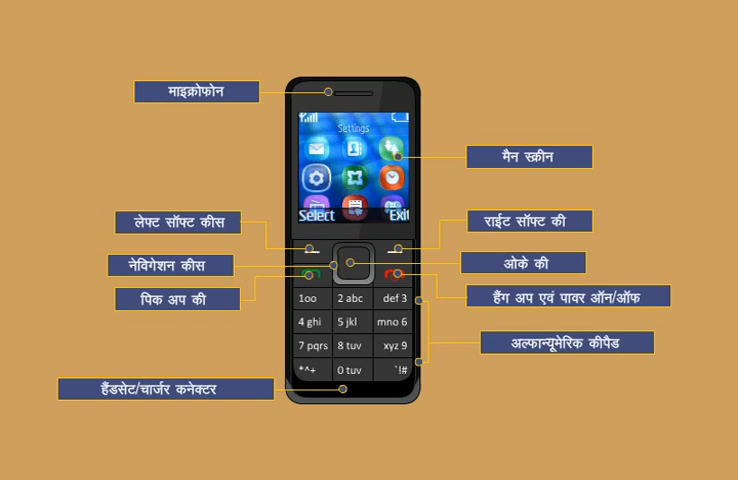 माइक्रोफोन
Settings
मैन स्क्रीन
Select
Exit
लेफ्ट सॉफ्ट कीस
राईट सॉफ्ट की
नेविगेशन कीस
ओके की
पिक अप की
हैंग अप एवं पावर ऑन/ऑफ
1oo 2 abc def 3
4 ghi 5 jkl mno 6
7 pqrs 8 tuv xyz 9
*^+ 0 tuv `!#
अल्फान्यूमेरिक कीपैड
हैंडसेट/चार्जर कनेक्टर